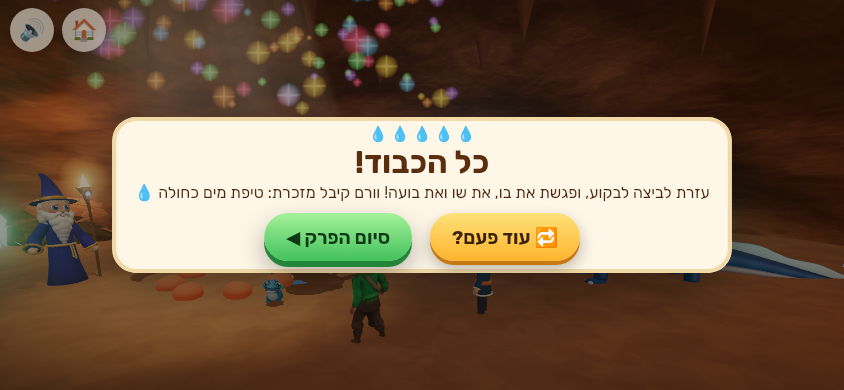 כל הכבוד!
עזרת לביצה לבקוע, ופגשת את בו, את שו ואת בועה! וורם קיבל מזכרת: טיפת מים כחולה 💧
🔁 עוד פעם?
סיום הפרק ◀